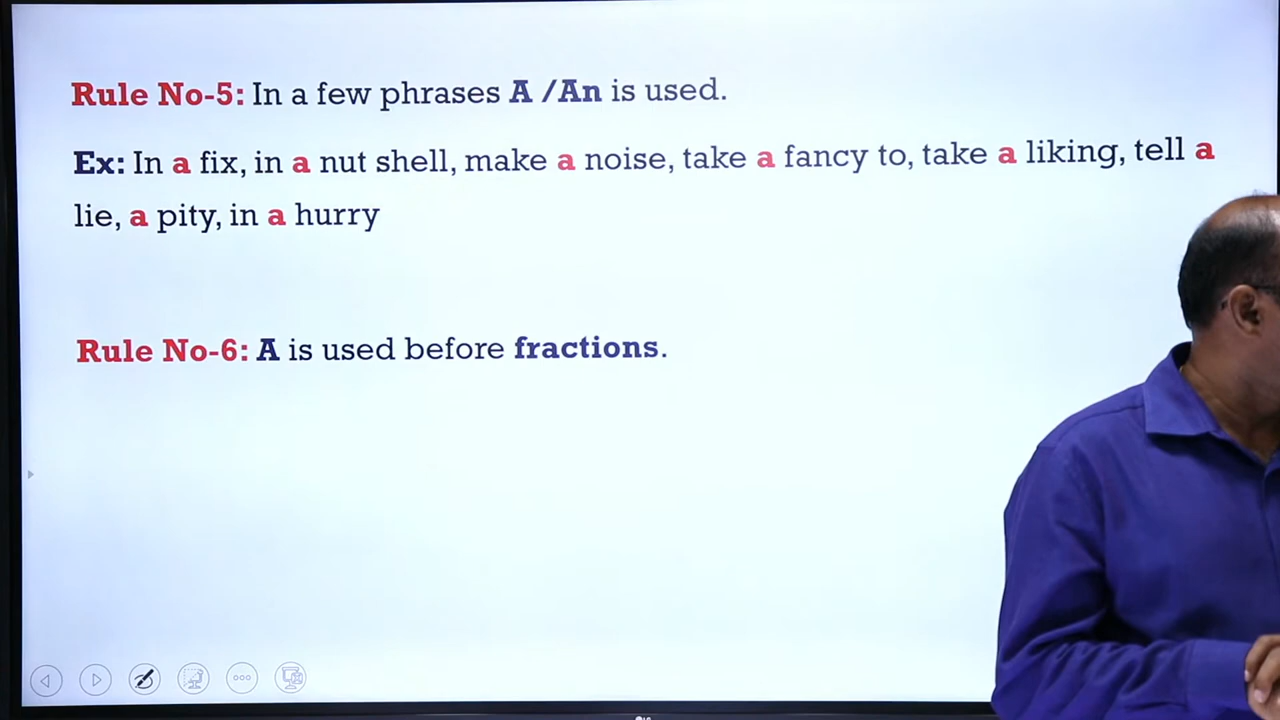 Rule No-5: In a few phrases A /An is used.
Ex: In a fix, in a nut shell, make a noise, take a fancy to, take a liking, tell a
lie, a pity, in a hurry
Rule No-6: A is used before fractions.
LG